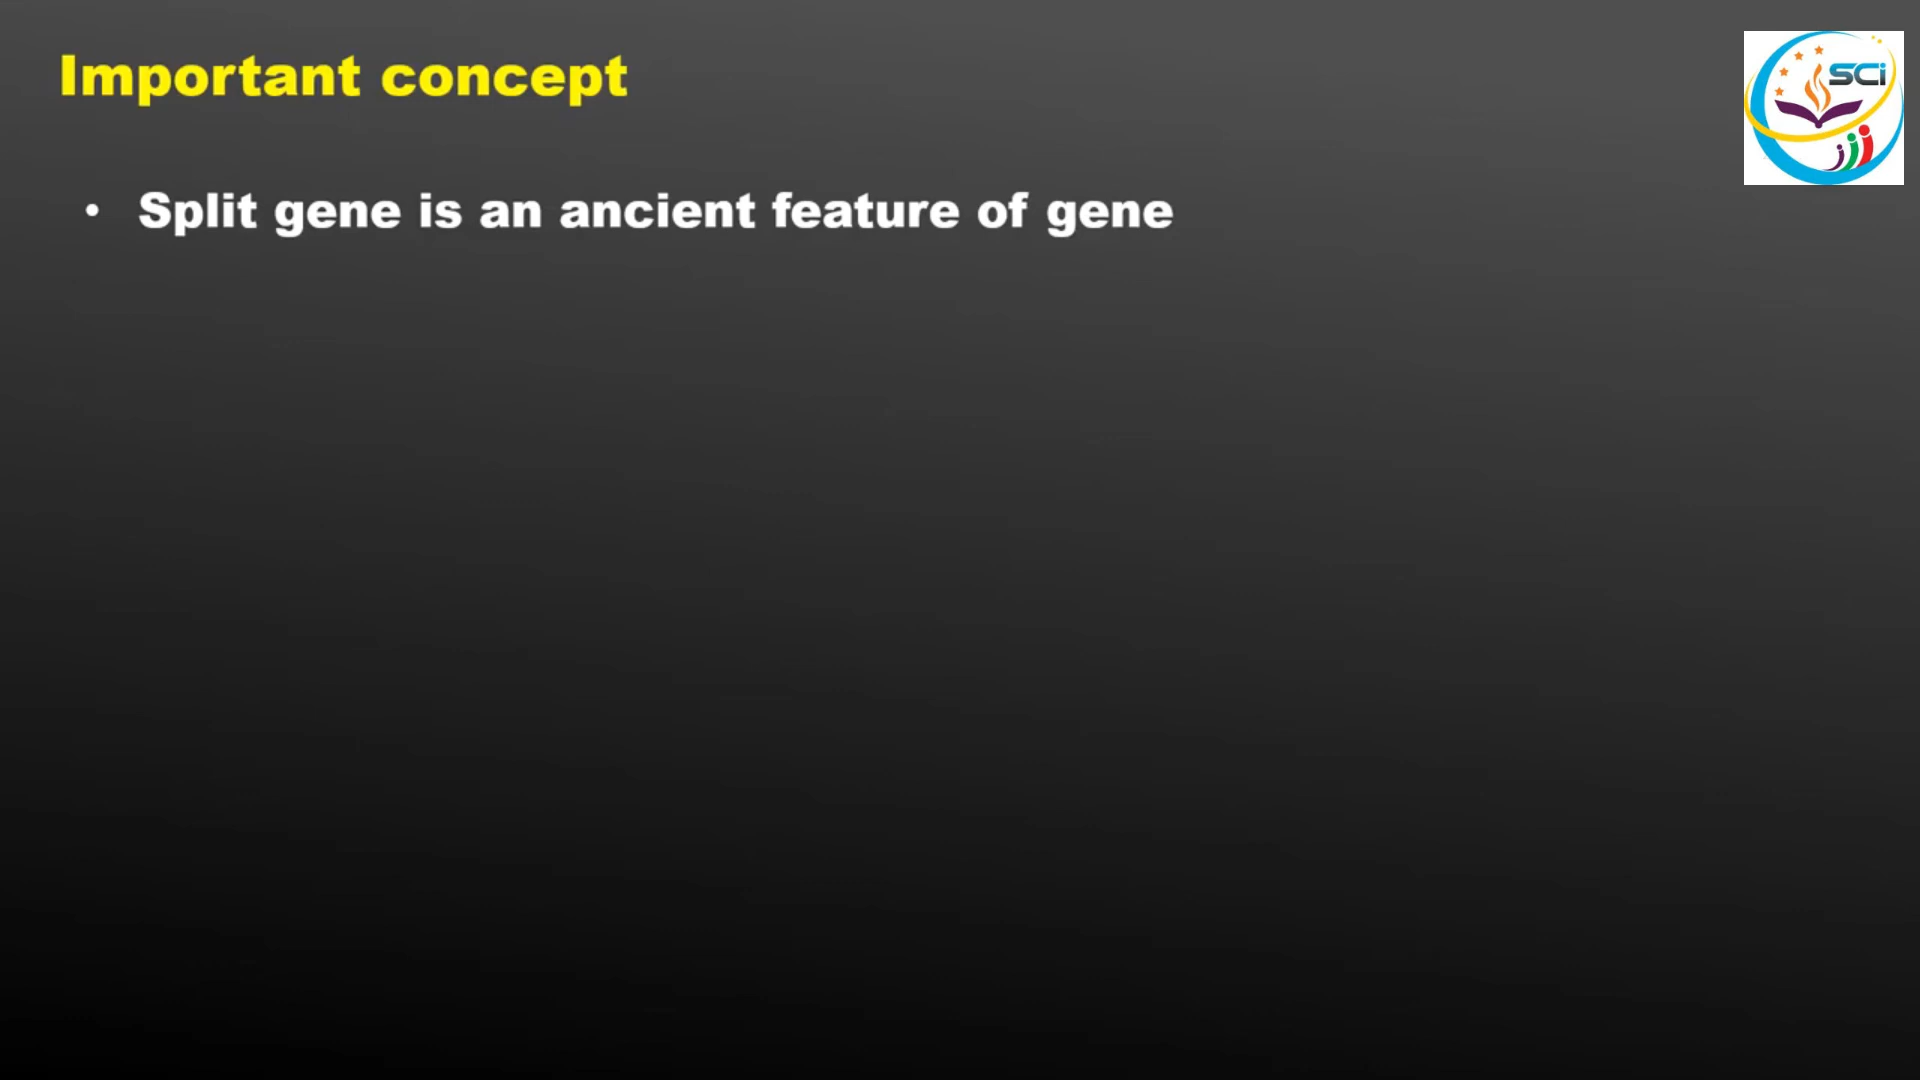 Important concept
SCi
• Split gene is an ancient feature of gene